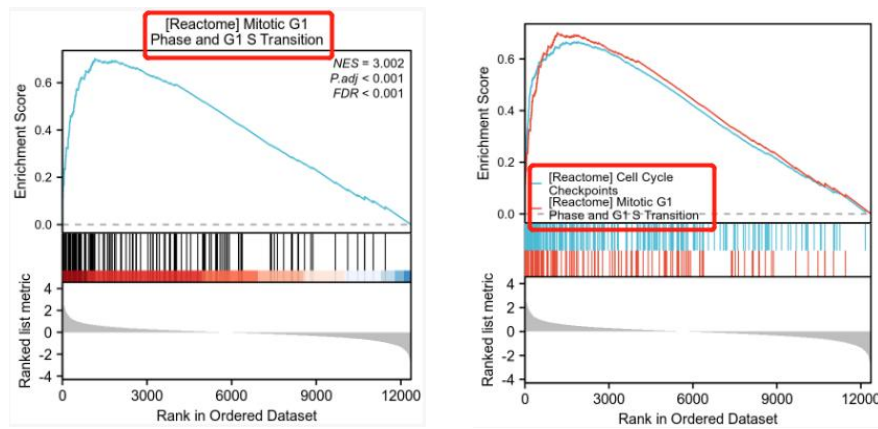 [Reactome] Mitotic G1
Phase and G1 S Transition
NES = 3.002
P.adj < 0.001
FDR < 0.001
Enrichment Score
0.6
0.4
0.2
0.0
Ranked list metric
4
2
0
-2
-4
0 3000 6000 9000 12000
Rank in Ordered Dataset
Enrichment Score
0.6
0.4
0.2
0.0
[Reactome] Cell Cycle
Checkpoints
[Reactome] Mitotic G1
Phase and G1 S Transition
Ranked list metric
4
2
0
-2
-4
0 3000 6000 9000 12000
Rank in Ordered Dataset